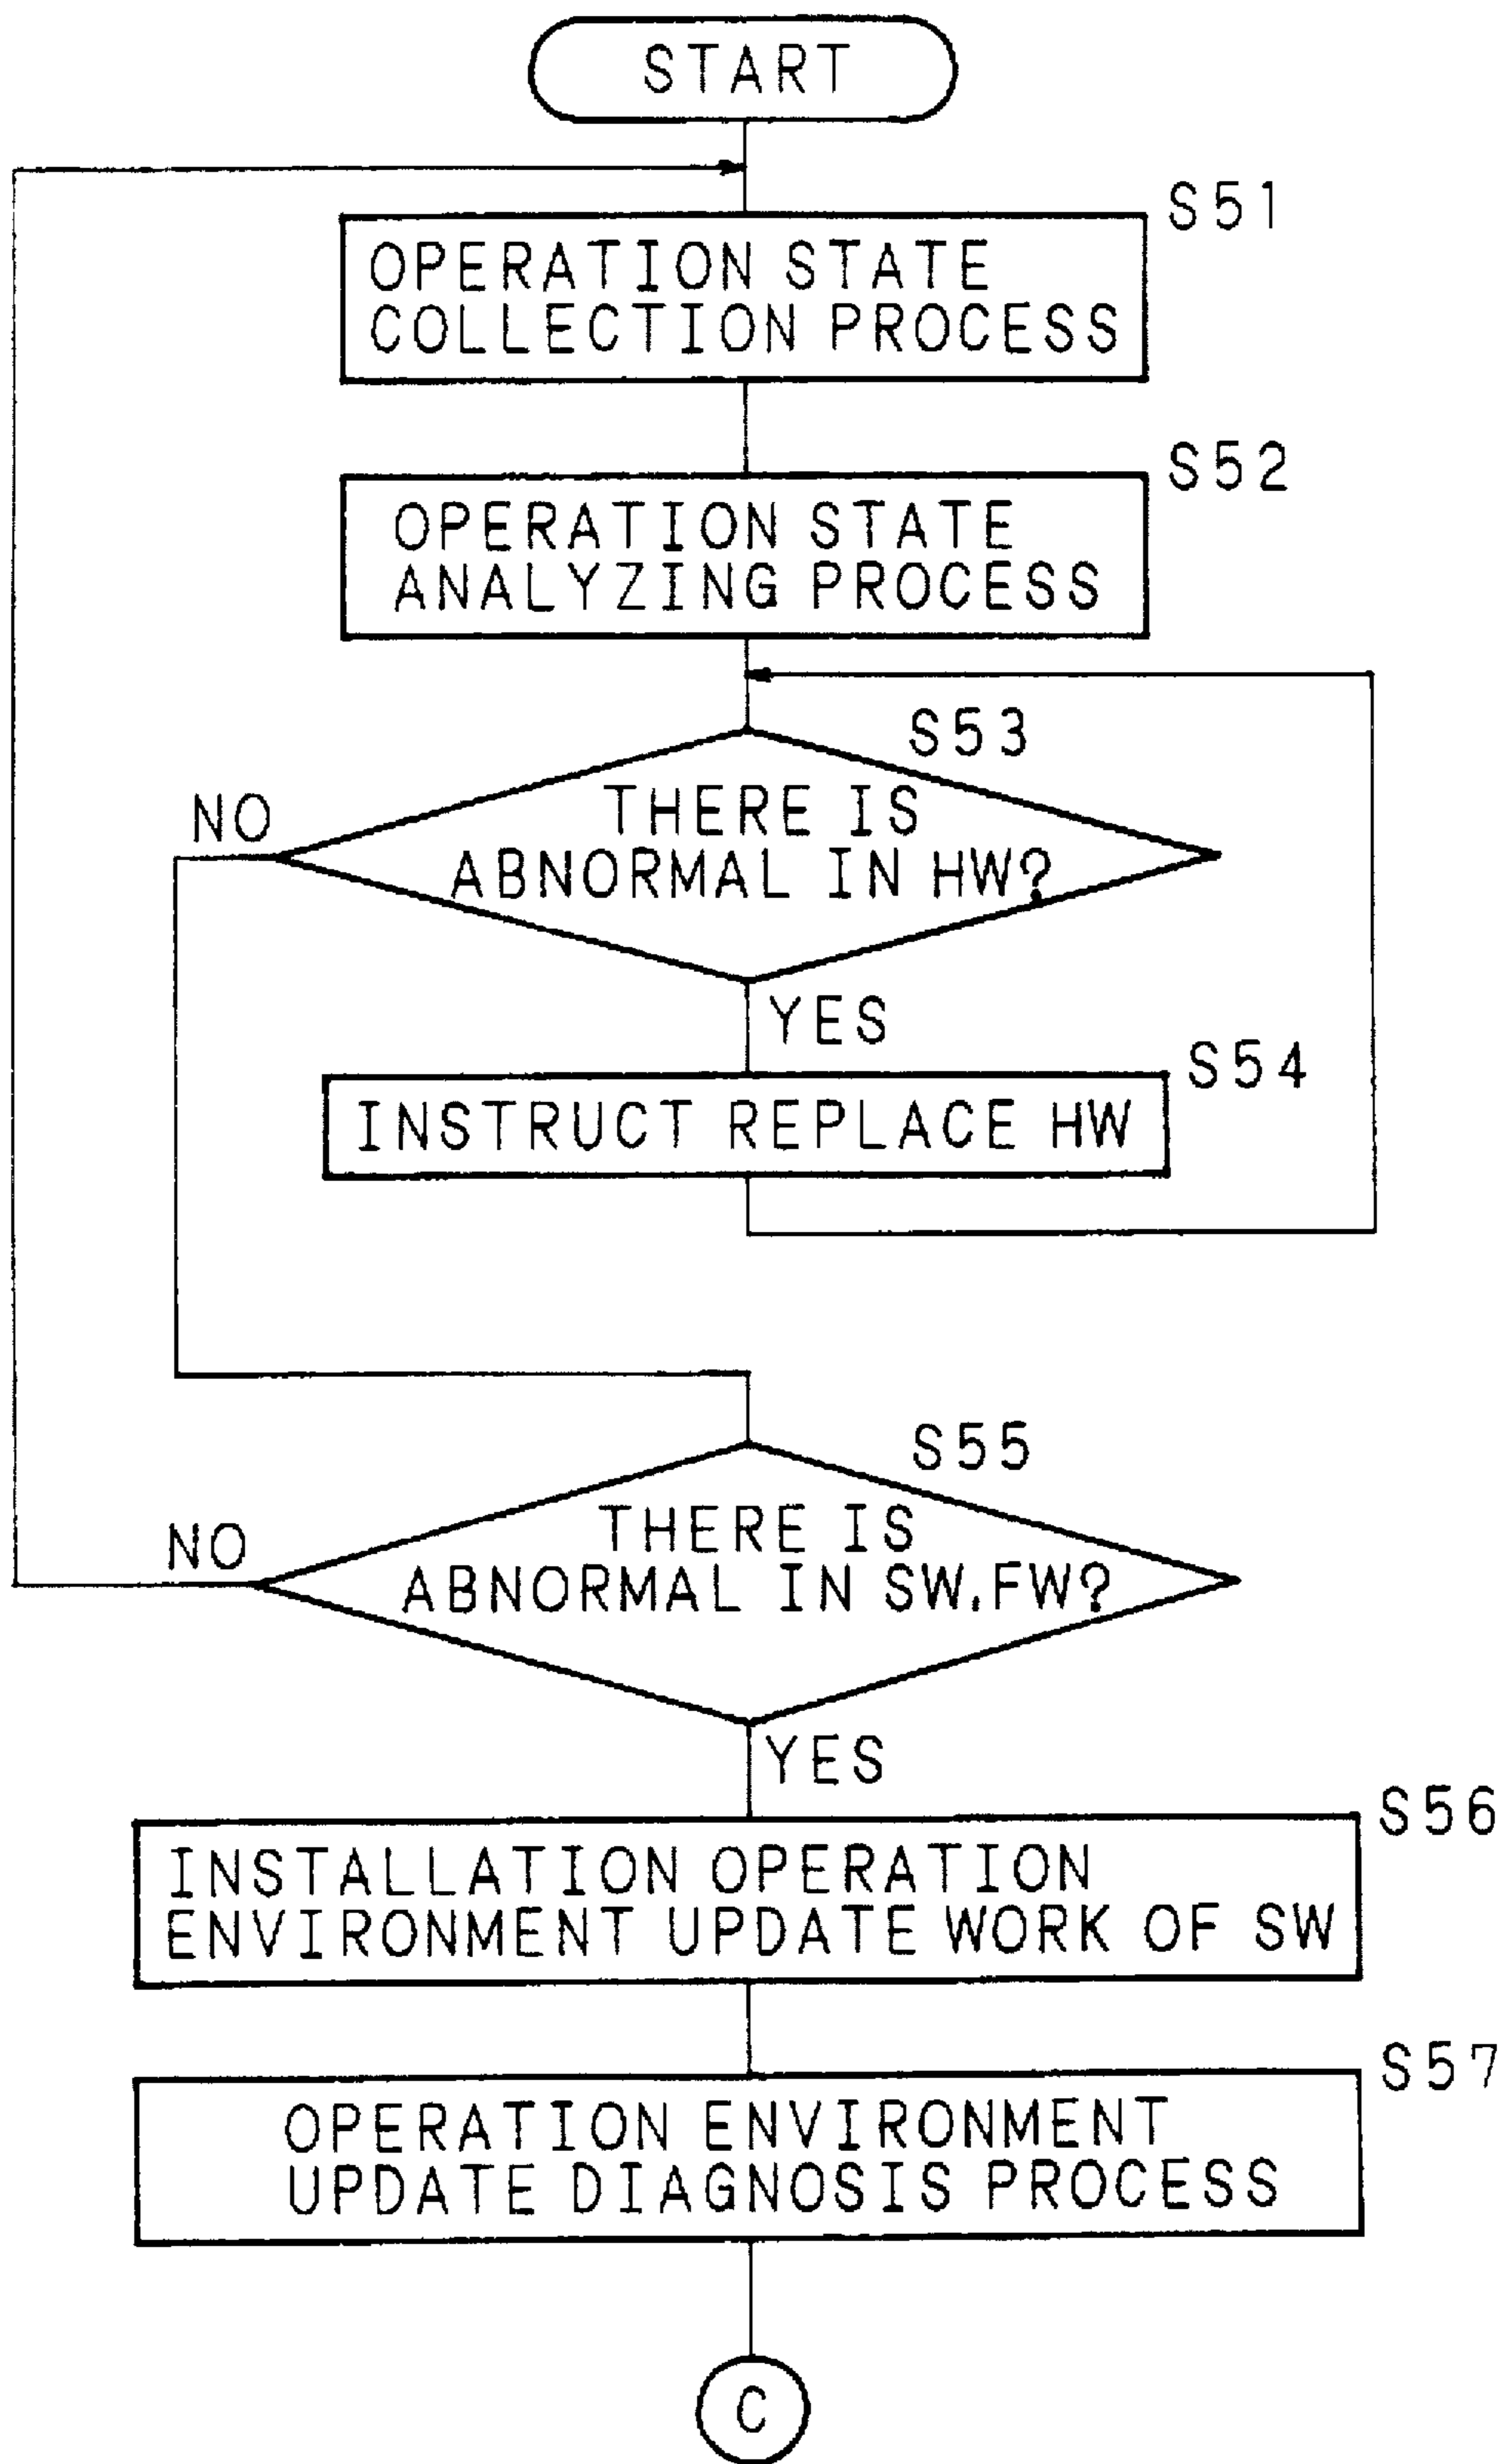 START
S51
OPERATION STATE
COLLECTION PROCESS
S52
OPERATION STATE
ANALYZING PROCESS
S53
NO
THERE IS
ABNORMAL IN HW?
YES
S54
INSTRUCT REPLACE HW
S55
NO
THERE IS
ABNORMAL IN SW.FW?
YES
S56
INSTALLATION OPERATION
ENVIRONMENT UPDATE WORK OF SW
S57
OPERATION ENVIRONMENT
UPDATE DIAGNOSIS PROCESS
C